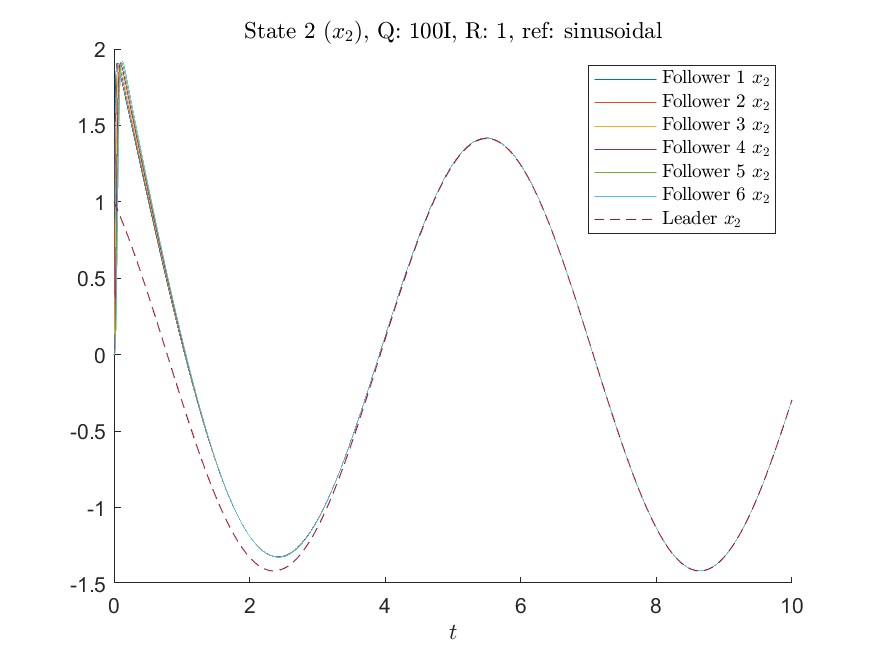 State 2 (x₂), Q: 100I, R: 1, ref: sinusoidal
2
1.5
1
0.5
0
-0.5
-1
-1.5
0 2 4 6 8 10
t
Follower 1 x₂
Follower 2 x₂
Follower 3 x₂
Follower 4 x₂
Follower 5 x₂
Follower 6 x₂
Leader x₂